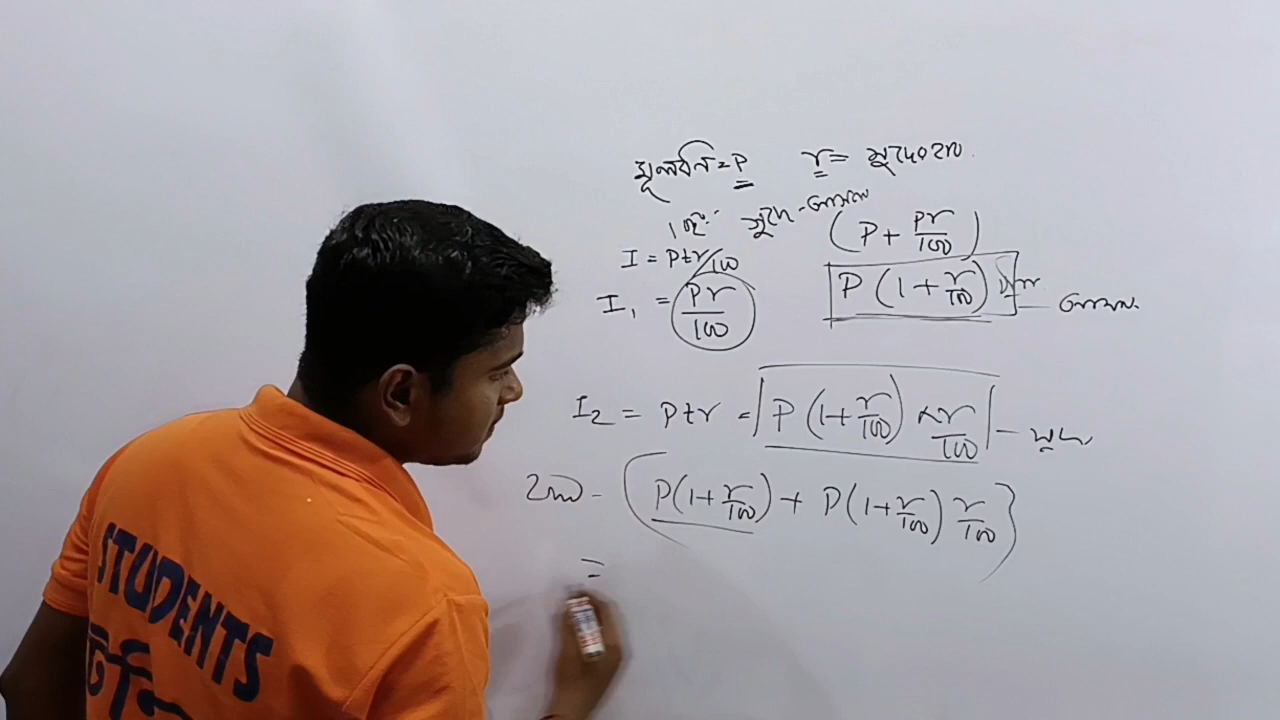 মূলধন = P r = সুদের হার
1ম বছর সুদ-আসল (P + Pr/100)
I = Ptr/100
I₁ = Pr/100 P(1 + r/100)
I₂ = Ptr = P(1 + r/100) × r/100 – সুদ
2nd - {P(1 + r/100) + P(1 + r/100) r/100}
=
STUDENTS